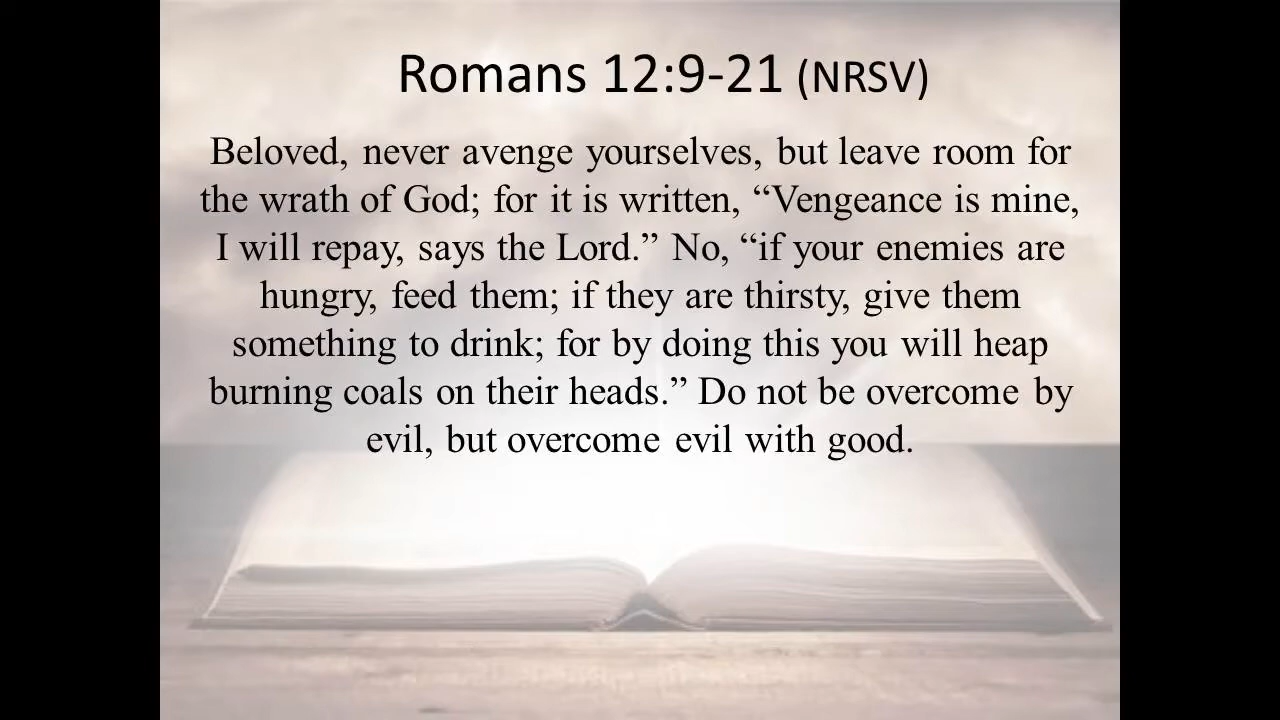 Romans 12:9-21 (NRSV)
Beloved, never avenge yourselves, but leave room for
the wrath of God; for it is written, “Vengeance is mine,
I will repay, says the Lord.” No, “if your enemies are
hungry, feed them; if they are thirsty, give them
something to drink; for by doing this you will heap
burning coals on their heads.” Do not be overcome by
evil, but overcome evil with good.